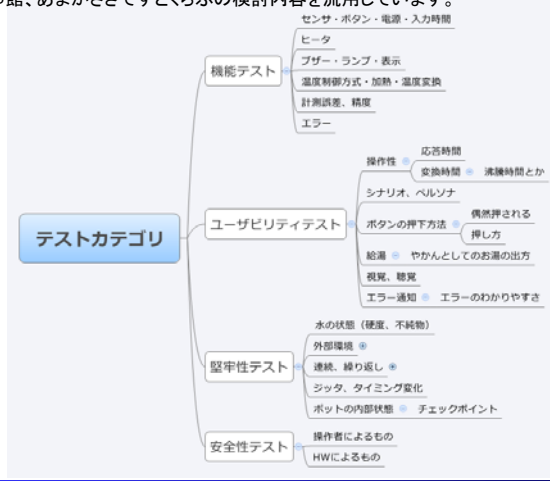 館、あまがさきてすとくらぶの検討内容を流用しています。
テストカテゴリ
機能テスト
センサ・ボタン・電源・入力時間
ヒータ
ブザー・ランプ・表示
温度制御方式・加熱・温度変換
計測誤差、精度
エラー
ユーザビリティテスト
操作性
応答時間
変換時間
沸騰時間とか
シナリオ、ペルソナ
ボタンの押下方法
偶然押される
押し方
給湯
やかんとしてのお湯の出方
視覚、聴覚
エラー通知
エラーのわかりやすさ
堅牢性テスト
水の状態（硬度、不純物）
外部環境
連続、繰り返し
ジッタ、タイミング変化
ポットの内部状態
チェックポイント
安全性テスト
操作者によるもの
HWによるもの